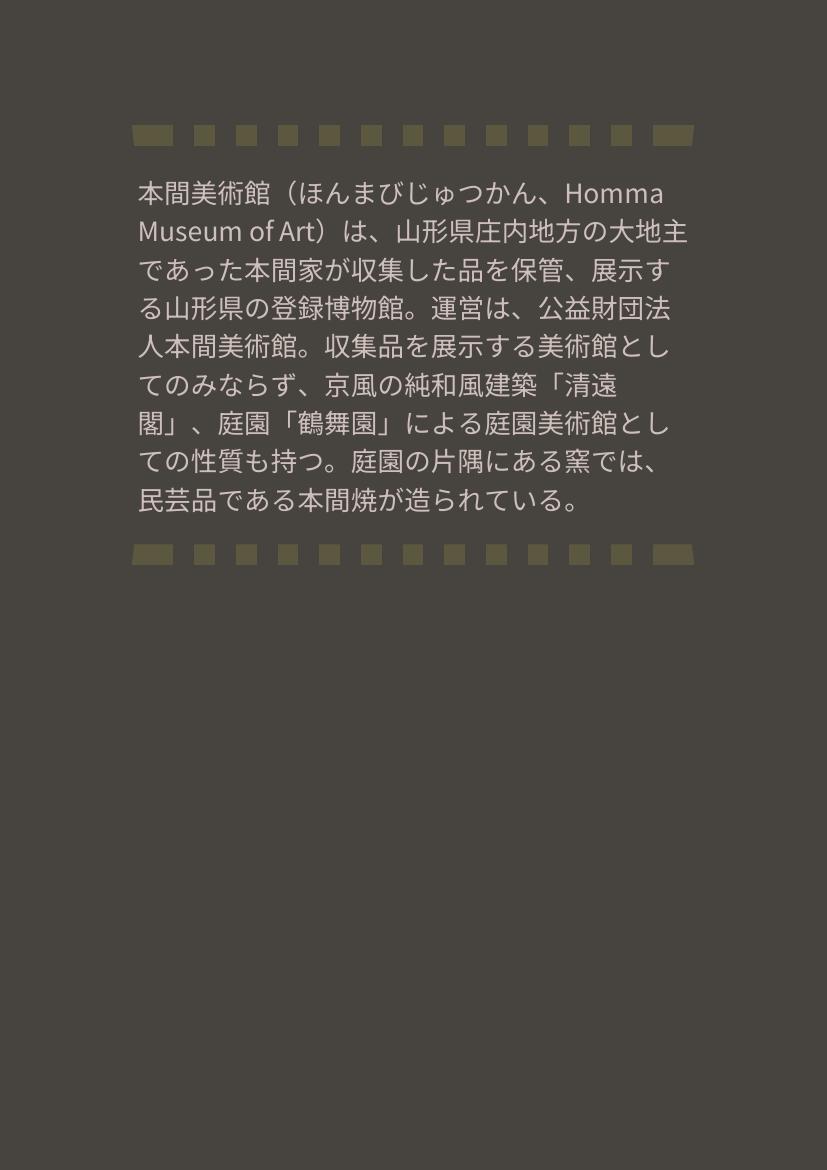 本間美術館（ほんまびじゅつかん、Homma
Museum of Art）は、山形県庄内地方の大地主
であった本間家が収集した品を保管、展示す
る山形県の登録博物館。運営は、公益財団法
人本間美術館。収集品を展示する美術館とし
てのみならず、京風の純和風建築「清遠
閣」、庭園「鶴舞園」による庭園美術館とし
ての性質も持つ。庭園の片隅にある窯では、
民芸品である本間焼が造られている。